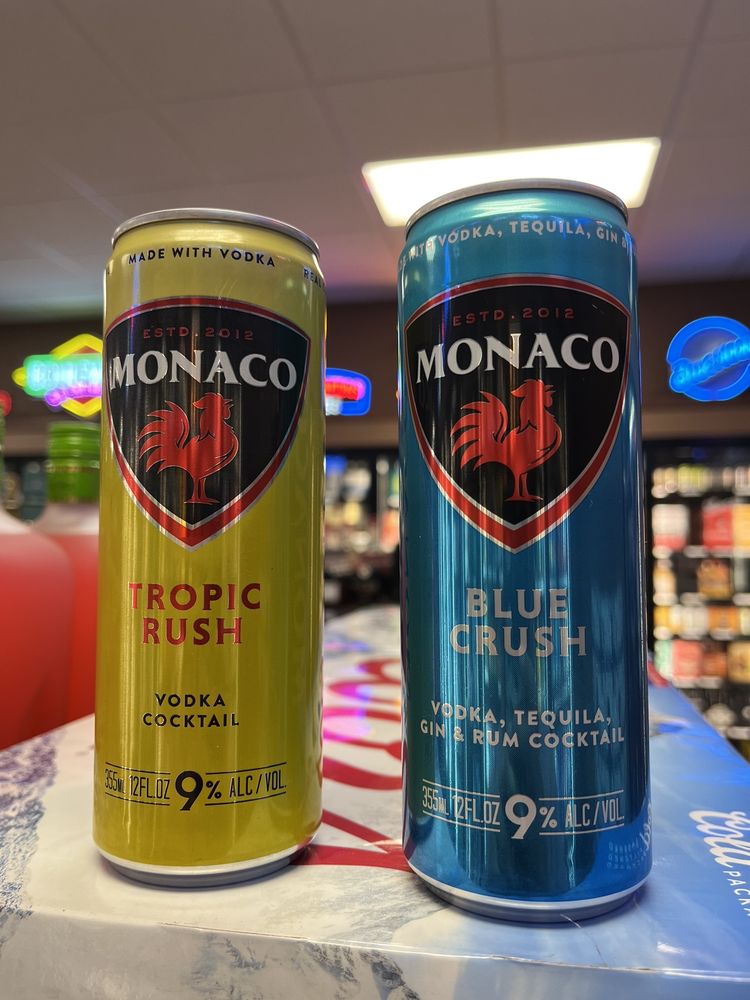 MADE WITH VODKA
ESTD. 2012
MONACO
TROPIC
RUSH
VODKA
COCKTAIL
355ML 12FL.OZ 9% ALC/VOL.
WITH VODKA, TEQUILA, GIN &
ESTD. 2012
MONACO
BLUE
CRUSH
VODKA, TEQUILA,
GIN & RUM COCKTAIL
355ML 12FL.OZ 9% ALC/VOL.